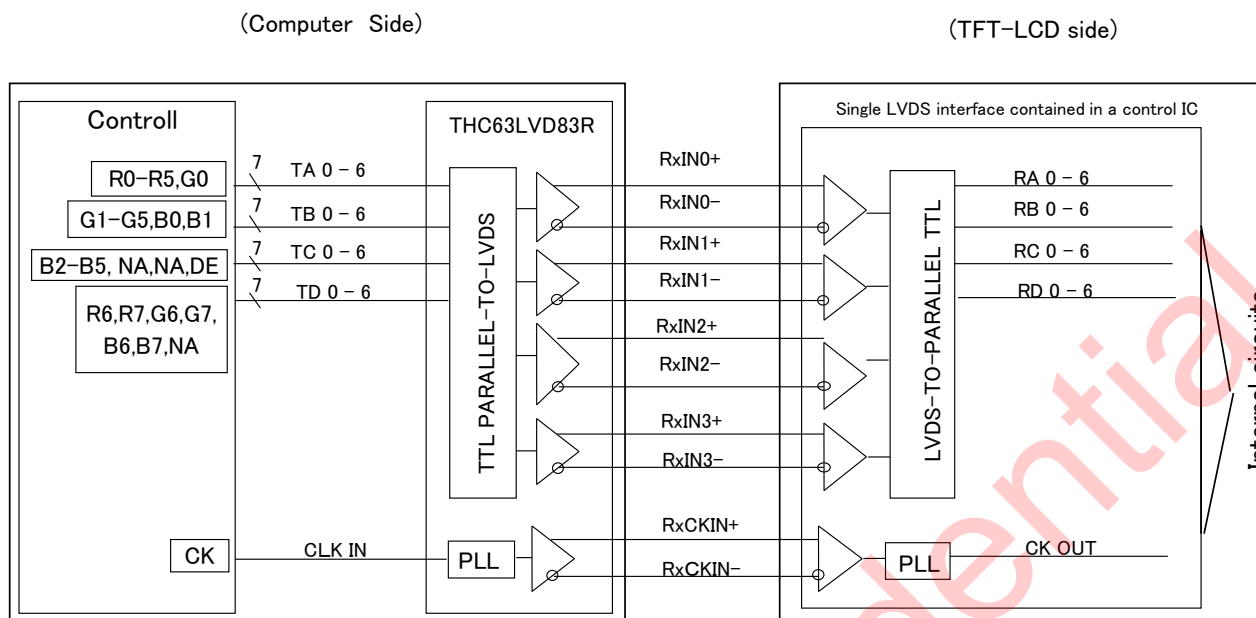 (Computer Side)
(TFT-LCD side)
Controll
R0-R5,G0
G1-G5,B0,B1
B2-B5, NA,NA,DE
R6,R7,G6,G7,
B6,B7,NA
CK
7
TA 0 - 6
7
TB 0 - 6
7
TC 0 - 6
7
TD 0 - 6
CLK IN
THC63LVD83R
TTL PARALLEL-TO-LVDS
PLL
RxIN0+
RxIN0-
RxIN1+
RxIN1-
RxIN2+
RxIN2-
RxIN3+
RxIN3-
RxCKIN+
RxCKIN-
Single LVDS interface contained in a control IC
LVDS-TO-PARALLEL TTL
PLL
RA 0 - 6
RB 0 - 6
RC 0 - 6
RD 0 - 6
CK OUT
Internal circuits
dential